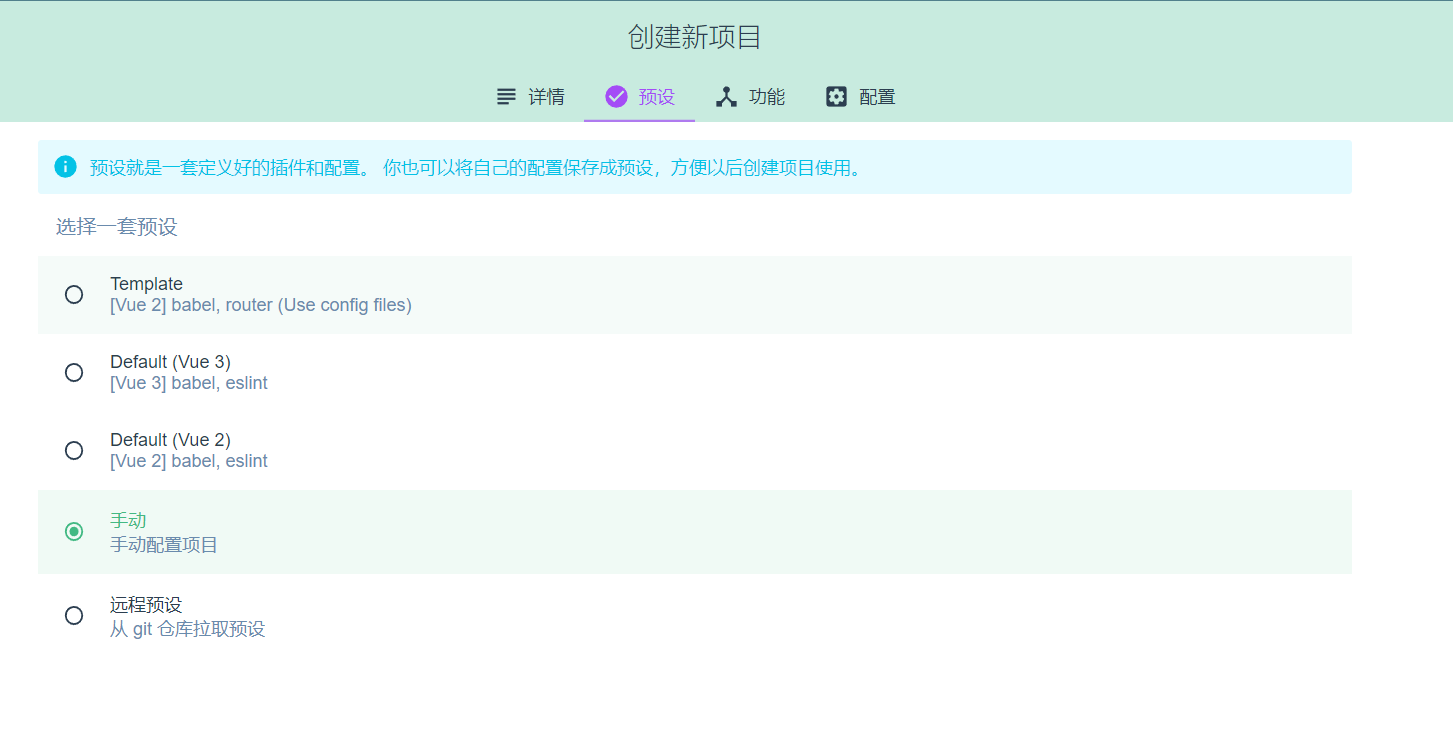 创建新项目
详情 预设 功能 配置
预设就是一套定义好的插件和配置。 你也可以将自己的配置保存成预设，方便以后创建项目使用。
选择一套预设
Template
[Vue 2] babel, router (Use config files)
Default (Vue 3)
[Vue 3] babel, eslint
Default (Vue 2)
[Vue 2] babel, eslint
手动
手动配置项目
远程预设
从 git 仓库拉取预设